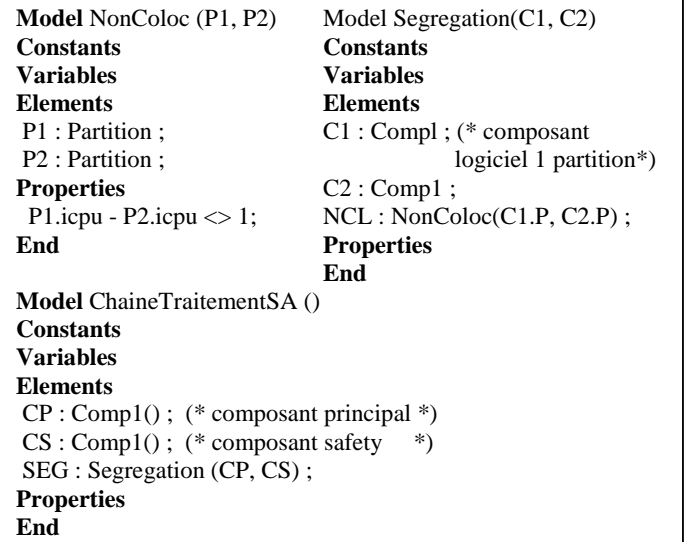 Model NonColoc (P1, P2)
Constants
Variables
Elements
P1 : Partition ;
P2 : Partition ;
Properties
P1.icpu - P2.icpu <> 1;
End
Model Segregation(C1, C2)
Constants
Variables
Elements
C1 : Compl ; (* composant
logiciel 1 partition*)
C2 : Comp1 ;
NCL : NonColoc(C1.P, C2.P) ;
Properties
End
Model ChaineTraitementSA ()
Constants
Variables
Elements
CP : Comp1() ; (* composant principal *)
CS : Comp1() ; (* composant safety *)
SEG : Segregation (CP, CS) ;
Properties
End